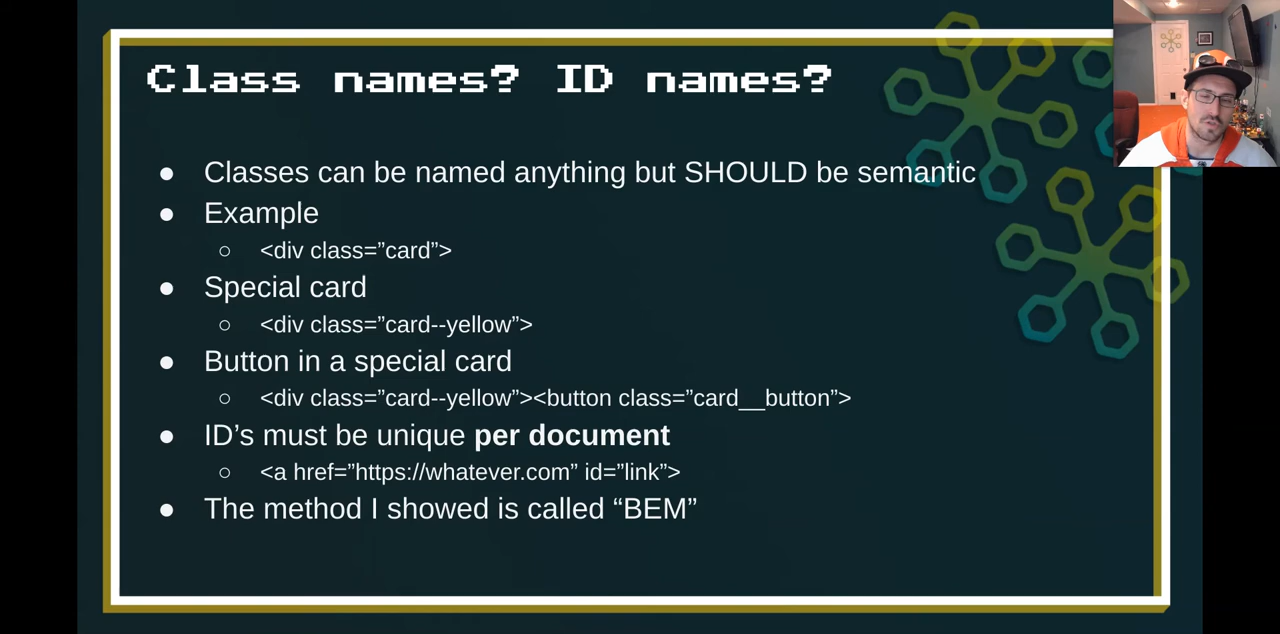 Class names? ID names?
● Classes can be named anything but SHOULD be semantic
● Example
○ <div class=”card”>
● Special card
○ <div class=”card--yellow”>
● Button in a special card
○ <div class=”card--yellow”><button class=”card__button”>
● ID’s must be unique per document
○ <a href=”https://whatever.com” id=”link”>
● The method I showed is called “BEM”